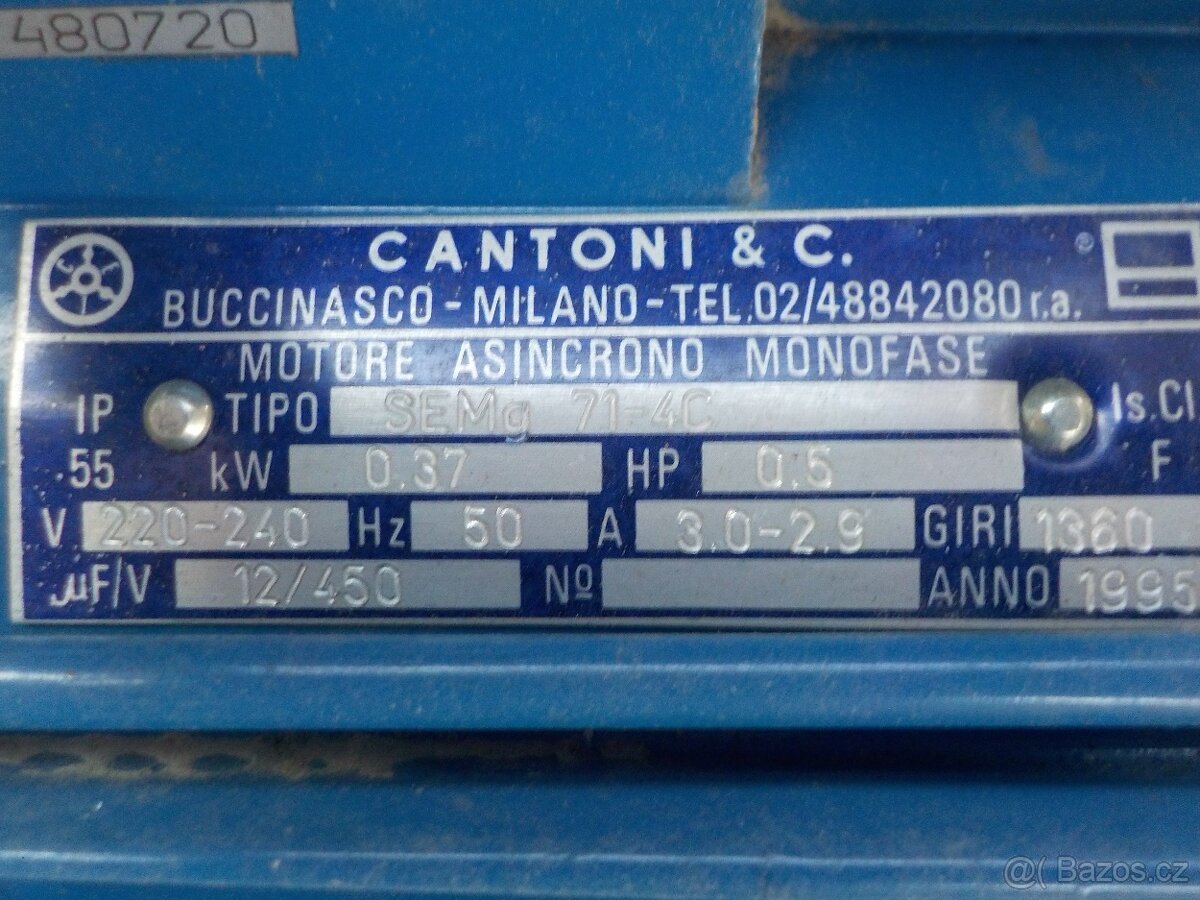 480720
CANTONI & C. ®
BUCCINASCO - MILANO - TEL.02/48842080 r.a.
MOTORE ASINCRONO MONOFASE
IP TIPO SEMg 71-4C Is.Cl
55 kW 0.37 HP 0.5 F
V 220-240 Hz 50 A 3.0-2.9 GIRI 1360
µF/V 12/450 Nº ANNO 1995
@( Bazos.cz